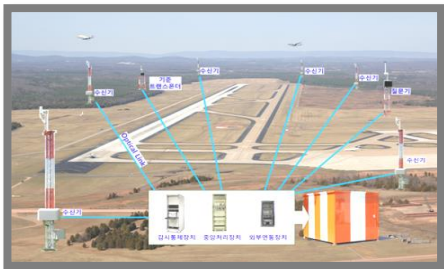 수신기
기준
트랜스폰더
수신기
수신기
수신기
질문기
Optical Link
수신기
수신기
감시통제장치
중앙처리장치
외부연동장치